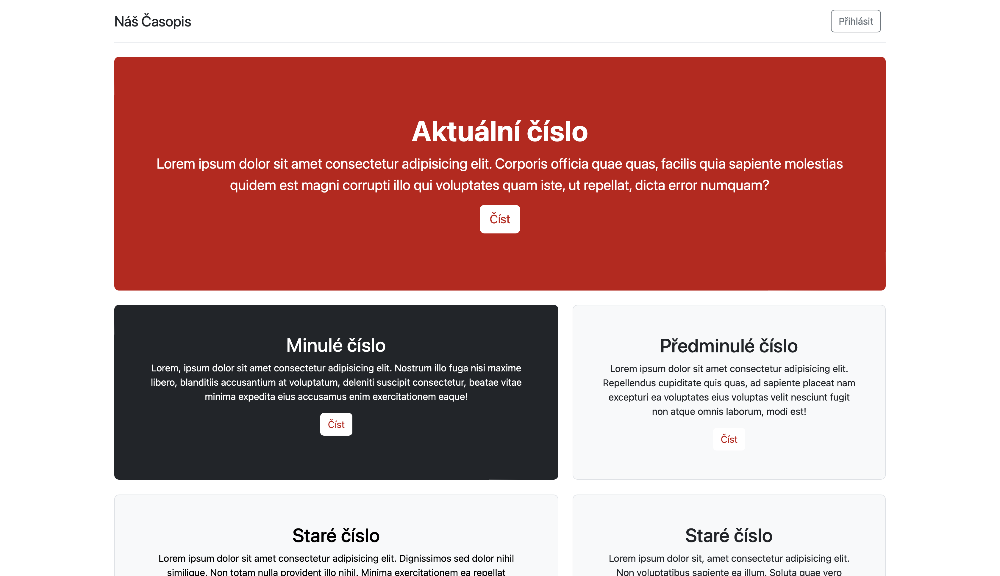 Náš Časopis
Přihlásit
Aktuální číslo
Lorem ipsum dolor sit amet consectetur adipisicing elit. Corporis officia quae quas, facilis quia sapiente molestias
quidem est magni corrupti illo qui voluptates quam iste, ut repellat, dicta error numquam?
Číst
Minulé číslo
Lorem, ipsum dolor sit amet consectetur adipisicing elit. Nostrum illo fuga nisi maxime
libero, blanditiis accusantium at voluptatum, deleniti suscipit consectetur, beatae vitae
minima expedita eius accusamus enim exercitationem eaque!
Číst
Předminulé číslo
Lorem ipsum dolor sit amet consectetur adipisicing elit.
Repellendus cupiditate quis quas, ad sapiente placeat nam
excepturi ea voluptates eius voluptas velit nesciunt fugit
non atque omnis laborum, modi est!
Číst
Staré číslo
Lorem ipsum dolor sit amet consectetur adipisicing elit. Dignissimos sed dolor nihil
similique. Non totam nulla provident illo nihil. Minima exercitationem ea repellat
Staré číslo
Lorem ipsum dolor sit, amet consectetur adipisicing elit.
Non voluptatibus sapiente ea illum. Soluta quae vero